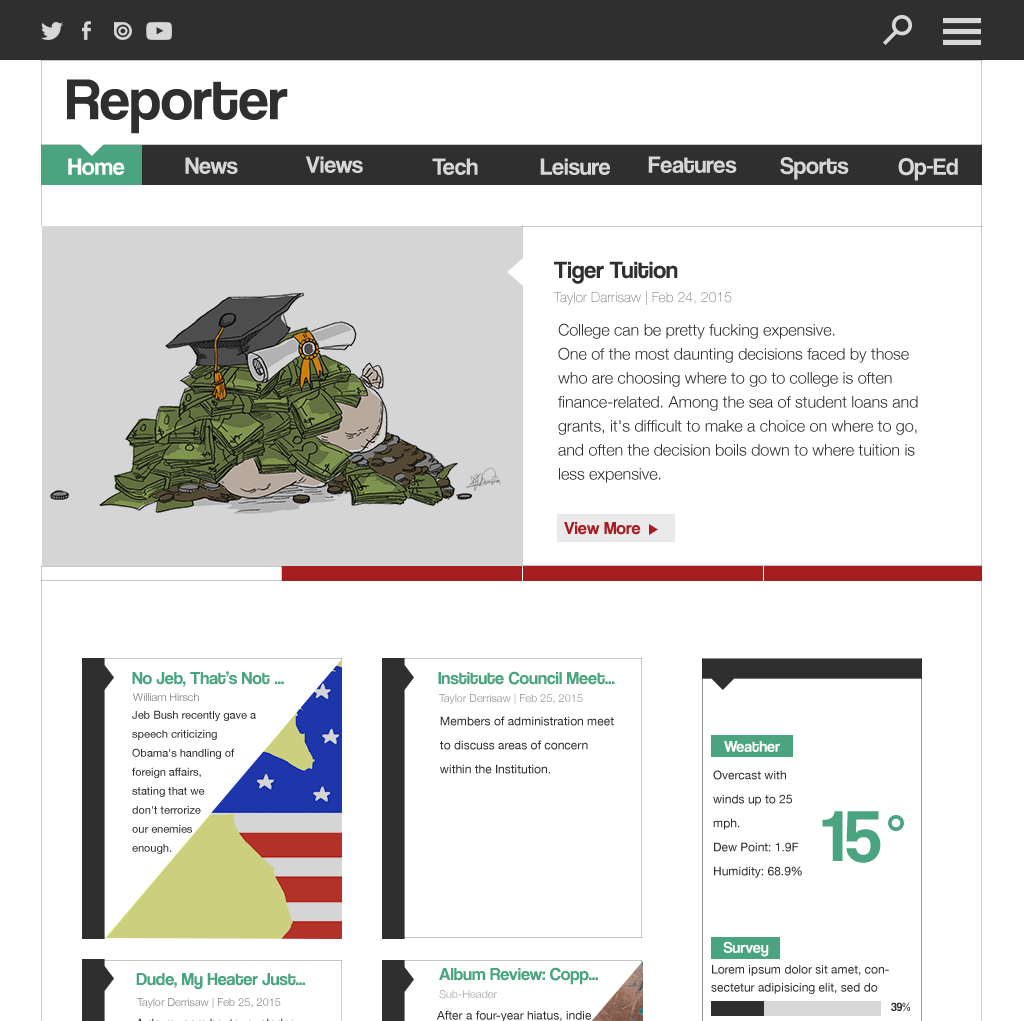 Reporter
Home News Views Tech Leisure Features Sports Op-Ed
Tiger Tuition
Taylor Darrisaw | Feb 24, 2015
College can be pretty fucking expensive.
One of the most daunting decisions faced by those
who are choosing where to go to college is often
finance-related. Among the sea of student loans and
grants, it's difficult to make a choice on where to go,
and often the decision boils down to where tuition is
less expensive.
View More
No Jeb, That's Not ...
William Hirsch
Jeb Bush recently gave a
speech criticizing
Obama's handling of
foreign affairs,
stating that we
don't terrorize
our enemies
enough.
Institute Council Meet...
Taylor Derrisaw | Feb 25, 2015
Members of administration meet
to discuss areas of concern
within the Institution.
Weather
Overcast with
winds up to 25
mph.
Dew Point: 1.9F
Humidity: 68.9%
15°
Dude, My Heater Just...
Taylor Derrisaw | Feb 25, 2015
Album Review: Copp...
Sub-Header
After a four-year hiatus, indie
Survey
Lorem ipsum dolor sit amet, con-
sectetur adipisicing elit, sed do
39%